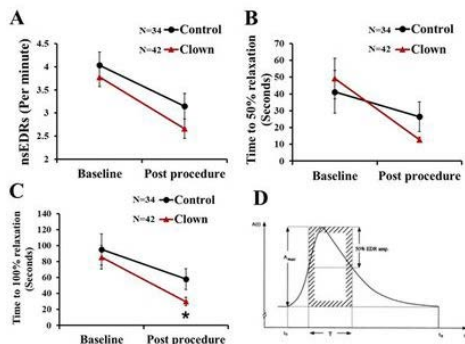 A
N=34 Control
N=42 Clown
nsEDRs (Per minute)
4.5
4
3.5
3
2.5
2
Baseline
Post procedure
B
N=34 Control
N=42 Clown
Time to 50% relaxation
(Seconds)
70
60
50
40
30
20
10
0
Baseline
Post procedure
C
N=34 Control
N=42 Clown
Time to 100% relaxation
(Seconds)
140
120
100
80
60
40
20
0
Baseline
Post procedure
*
D
50% EDR amp.
T